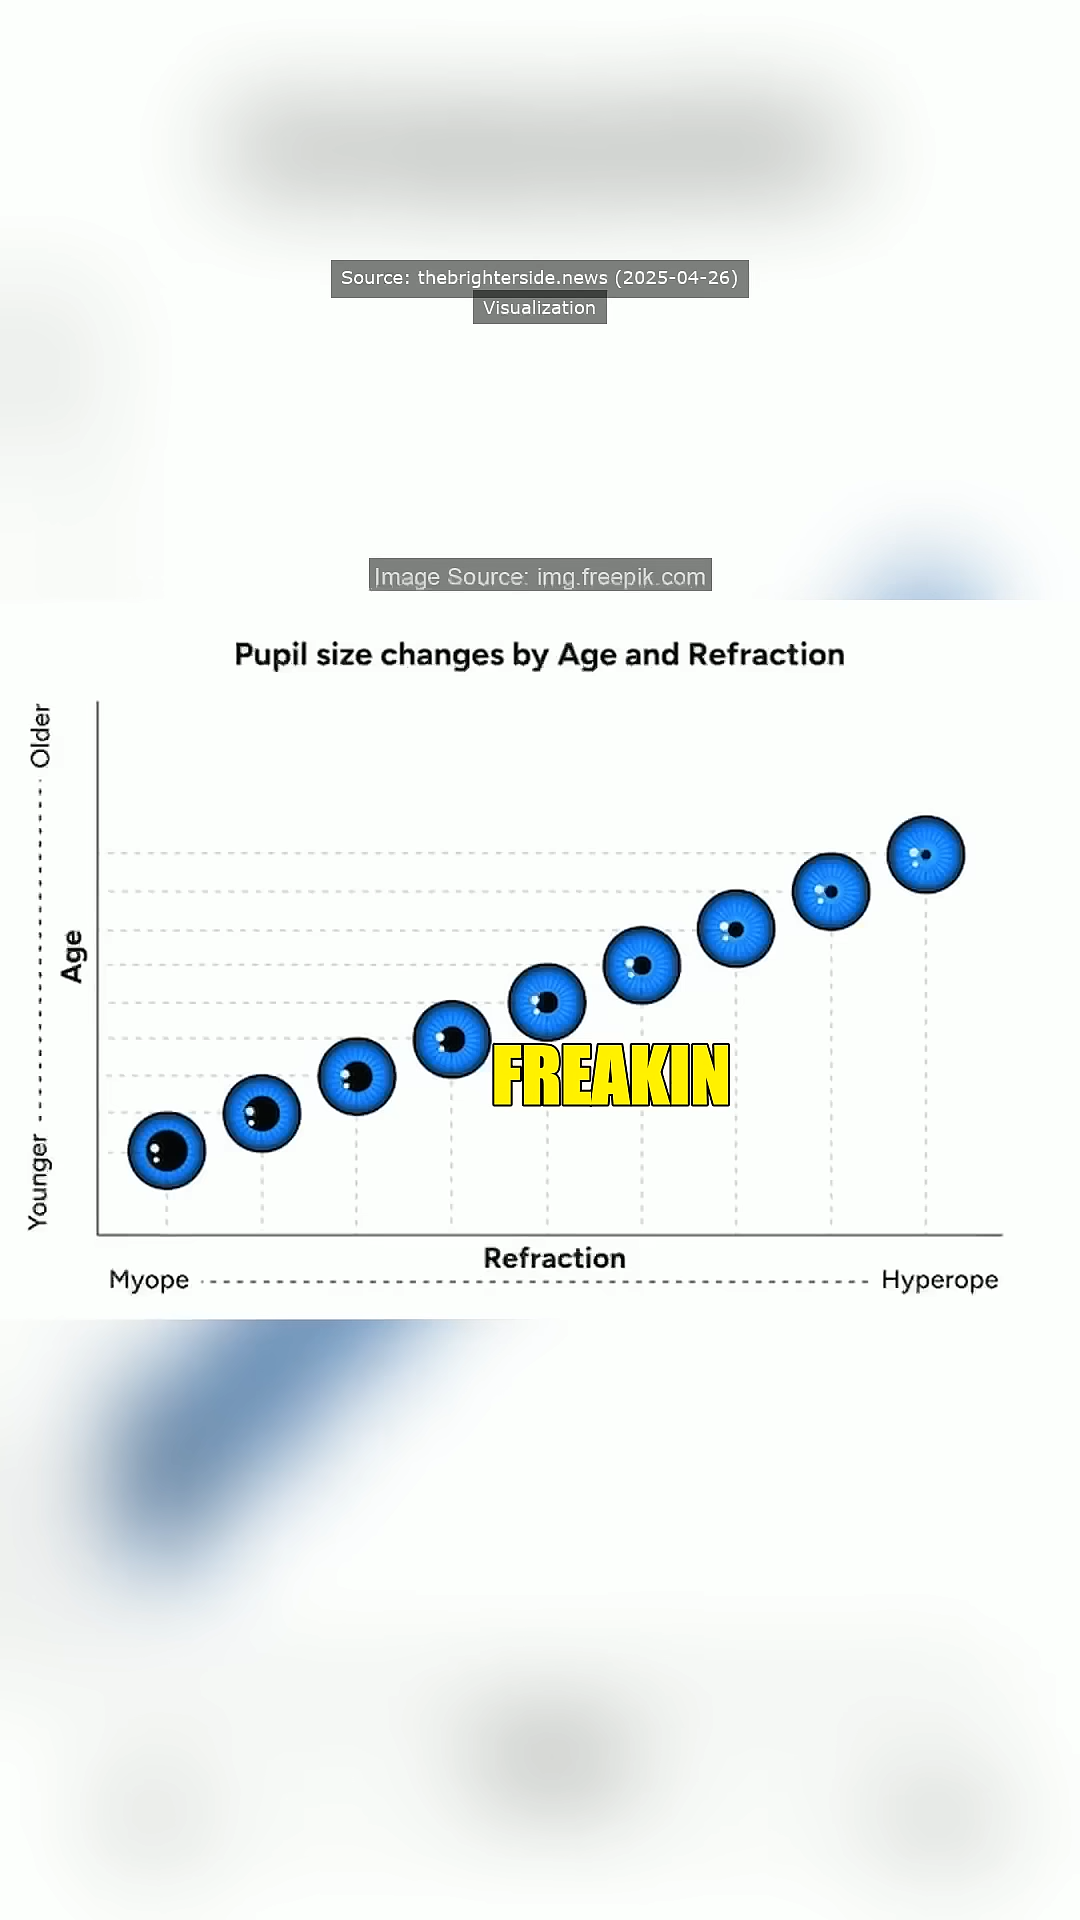 Source: thebrighterside.news (2025-04-26)
Visualization
Image Source: img.freepik.com
Pupil size changes by Age and Refraction
Older
Age
Younger
FREAKIN
Refraction
Myope
Hyperope